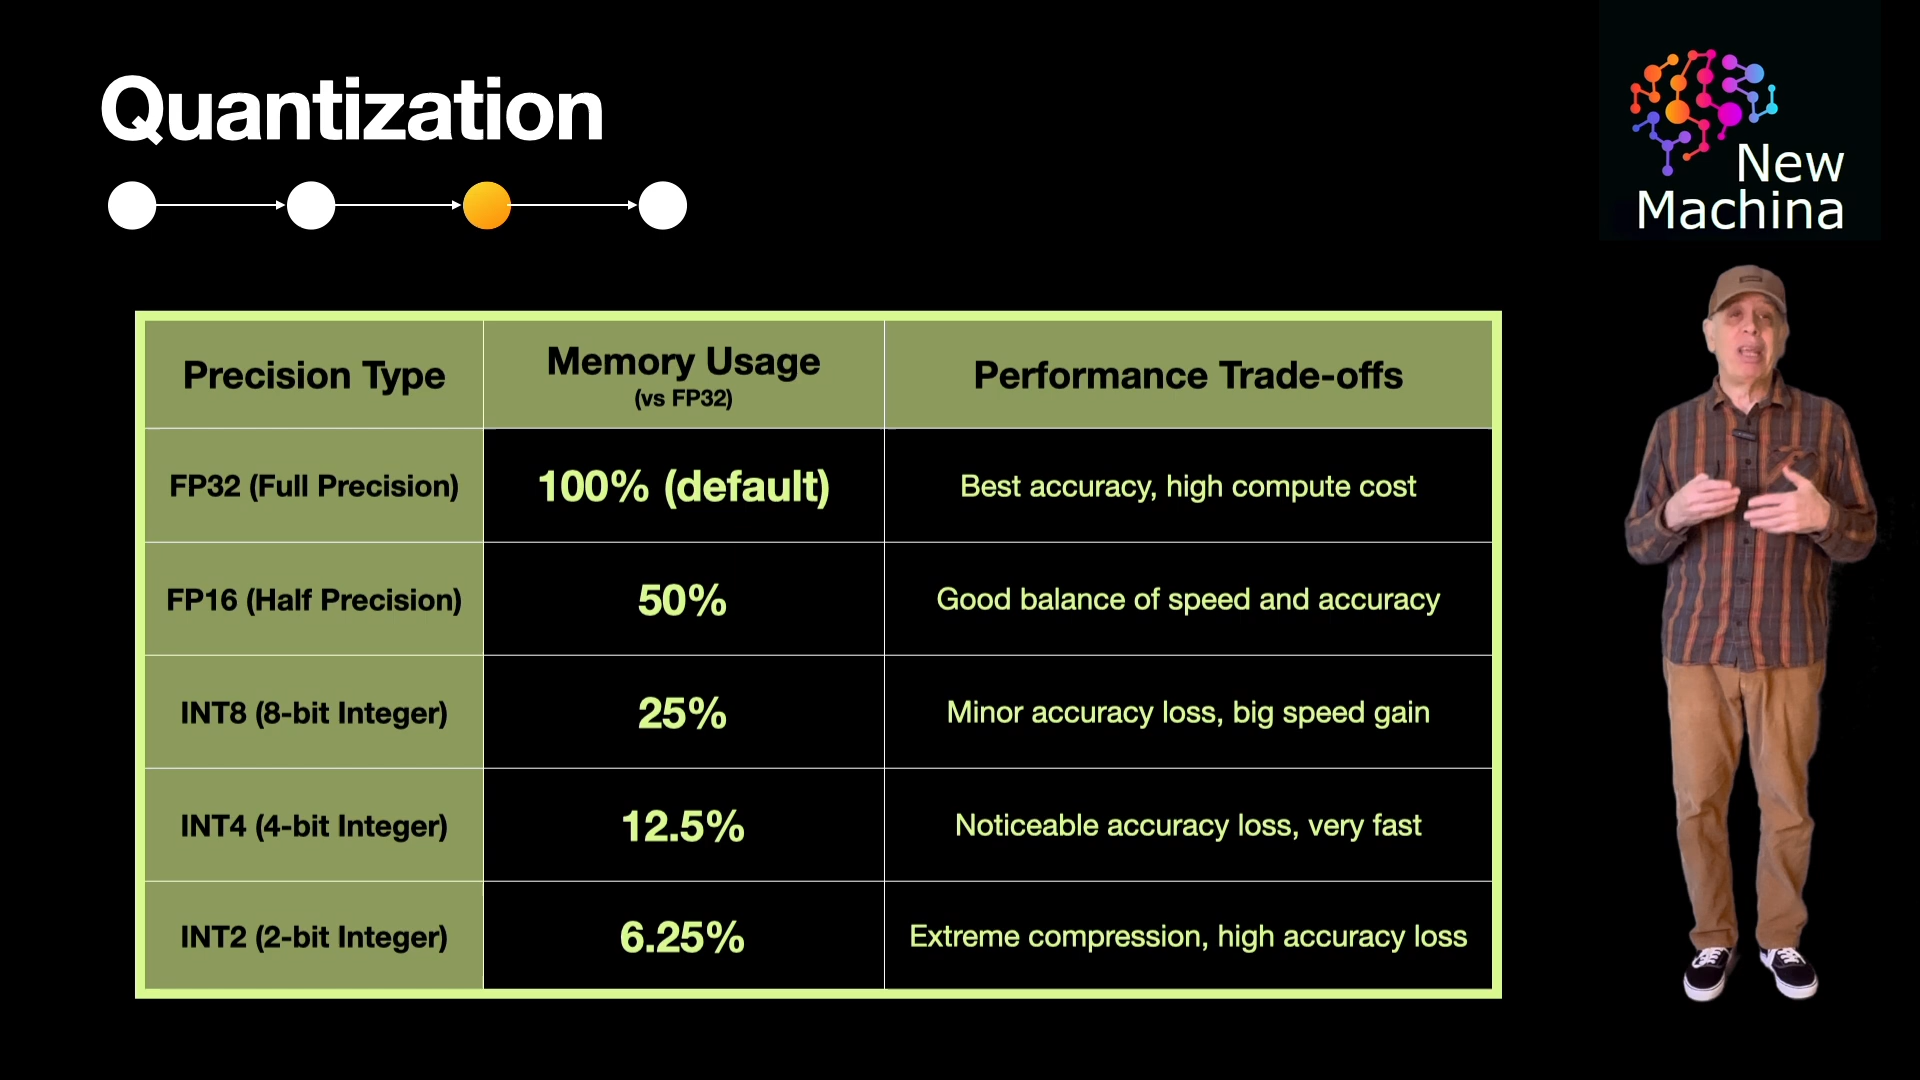 Quantization
New
Machina
Precision Type
Memory Usage
(vs FP32)
Performance Trade-offs
FP32 (Full Precision)
100% (default)
Best accuracy, high compute cost
FP16 (Half Precision)
50%
Good balance of speed and accuracy
INT8 (8-bit Integer)
25%
Minor accuracy loss, big speed gain
INT4 (4-bit Integer)
12.5%
Noticeable accuracy loss, very fast
INT2 (2-bit Integer)
6.25%
Extreme compression, high accuracy loss